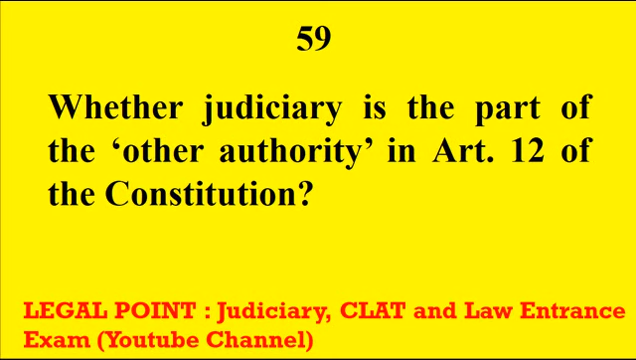 59
Whether judiciary is the part of
the ‘other authority’ in Art. 12 of
the Constitution?
LEGAL POINT : Judiciary, CLAT and Law Entrance
Exam (Youtube Channel)